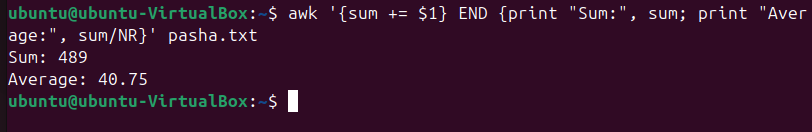 ubuntu@ubuntu-VirtualBox:~$ awk '{sum += $1} END {print "Sum:", sum; print "Aver
age:", sum/NR}' pasha.txt
Sum: 489
Average: 40.75
ubuntu@ubuntu-VirtualBox:~$